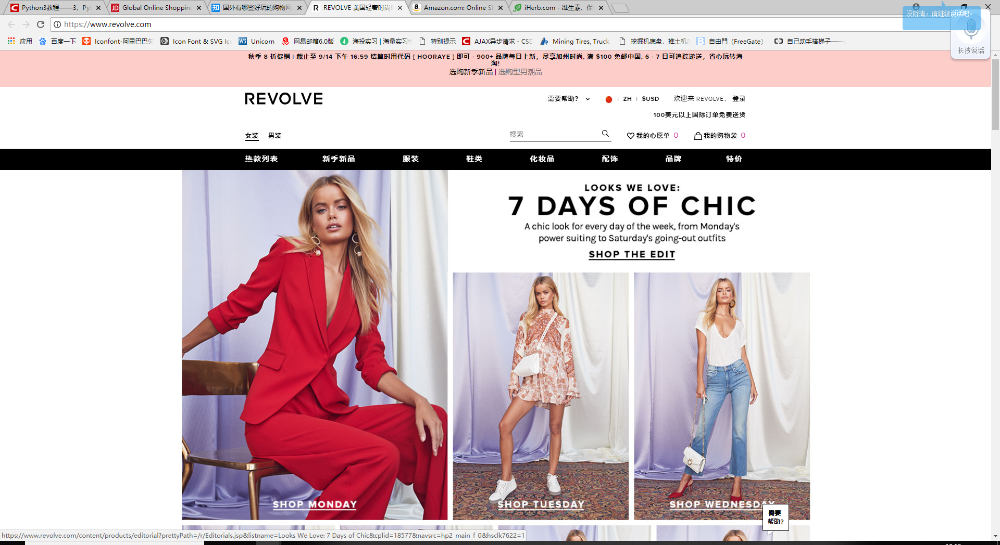 Python3教程——3、Pyt
Global Online Shopping
国外有哪些好玩的购物网
REVOLVE 美国轻奢时尚
Amazon.com: Online Sh
iHerb.com - 维生素、保
没听清，请继续说话吧。
https://www.revolve.com
长按说话
应用
百度一下
Iconfont-阿里巴巴矢
Icon Font & SVG Ic
Unicorn
网易邮箱6.0版
海投实习 | 海量实习生
特别提示
AJAX异步请求 - CSD
Mining Tires, Truck
挖掘机底盘，推土机
自由門（FreeGate）
自己动手搭梯子——
秋季 8 折促销 I 截止至 9/14 下午 16:59 结算时用代码 [ HOORAYE ] 即可 - 900+ 品牌每日上新，尽享加州时尚, 满 $100 免邮中国, 6 - 7 日可追踪递送，省心玩转海
淘!
选购新季新品 | 选购型男潮品
REVOLVE
需要帮助?
ZH
$USD
欢迎来 REVOLVE,
登录
100美元以上国际订单免费送货
女装
男装
搜索
我的心愿单 0
我的购物袋 0
热款列表
新季新品
服装
鞋类
化妆品
配饰
品牌
特价
LOOKS WE LOVE:
7 DAYS OF CHIC
A chic look for every day of the week, from Monday's
power suiting to Saturday's going-out outfits
SHOP THE EDIT
SHOP MONDAY
SHOP TUESDAY
SHOP WEDNESDAY
需要
帮助?
https://www.revolve.com/content/products/editorial?prettyPath=/r/Editorials.jsp&listname=Looks We Love: 7 Days of Chic&cplid=18577&navsrc=hp2_main_f_0&hsclk7622=1